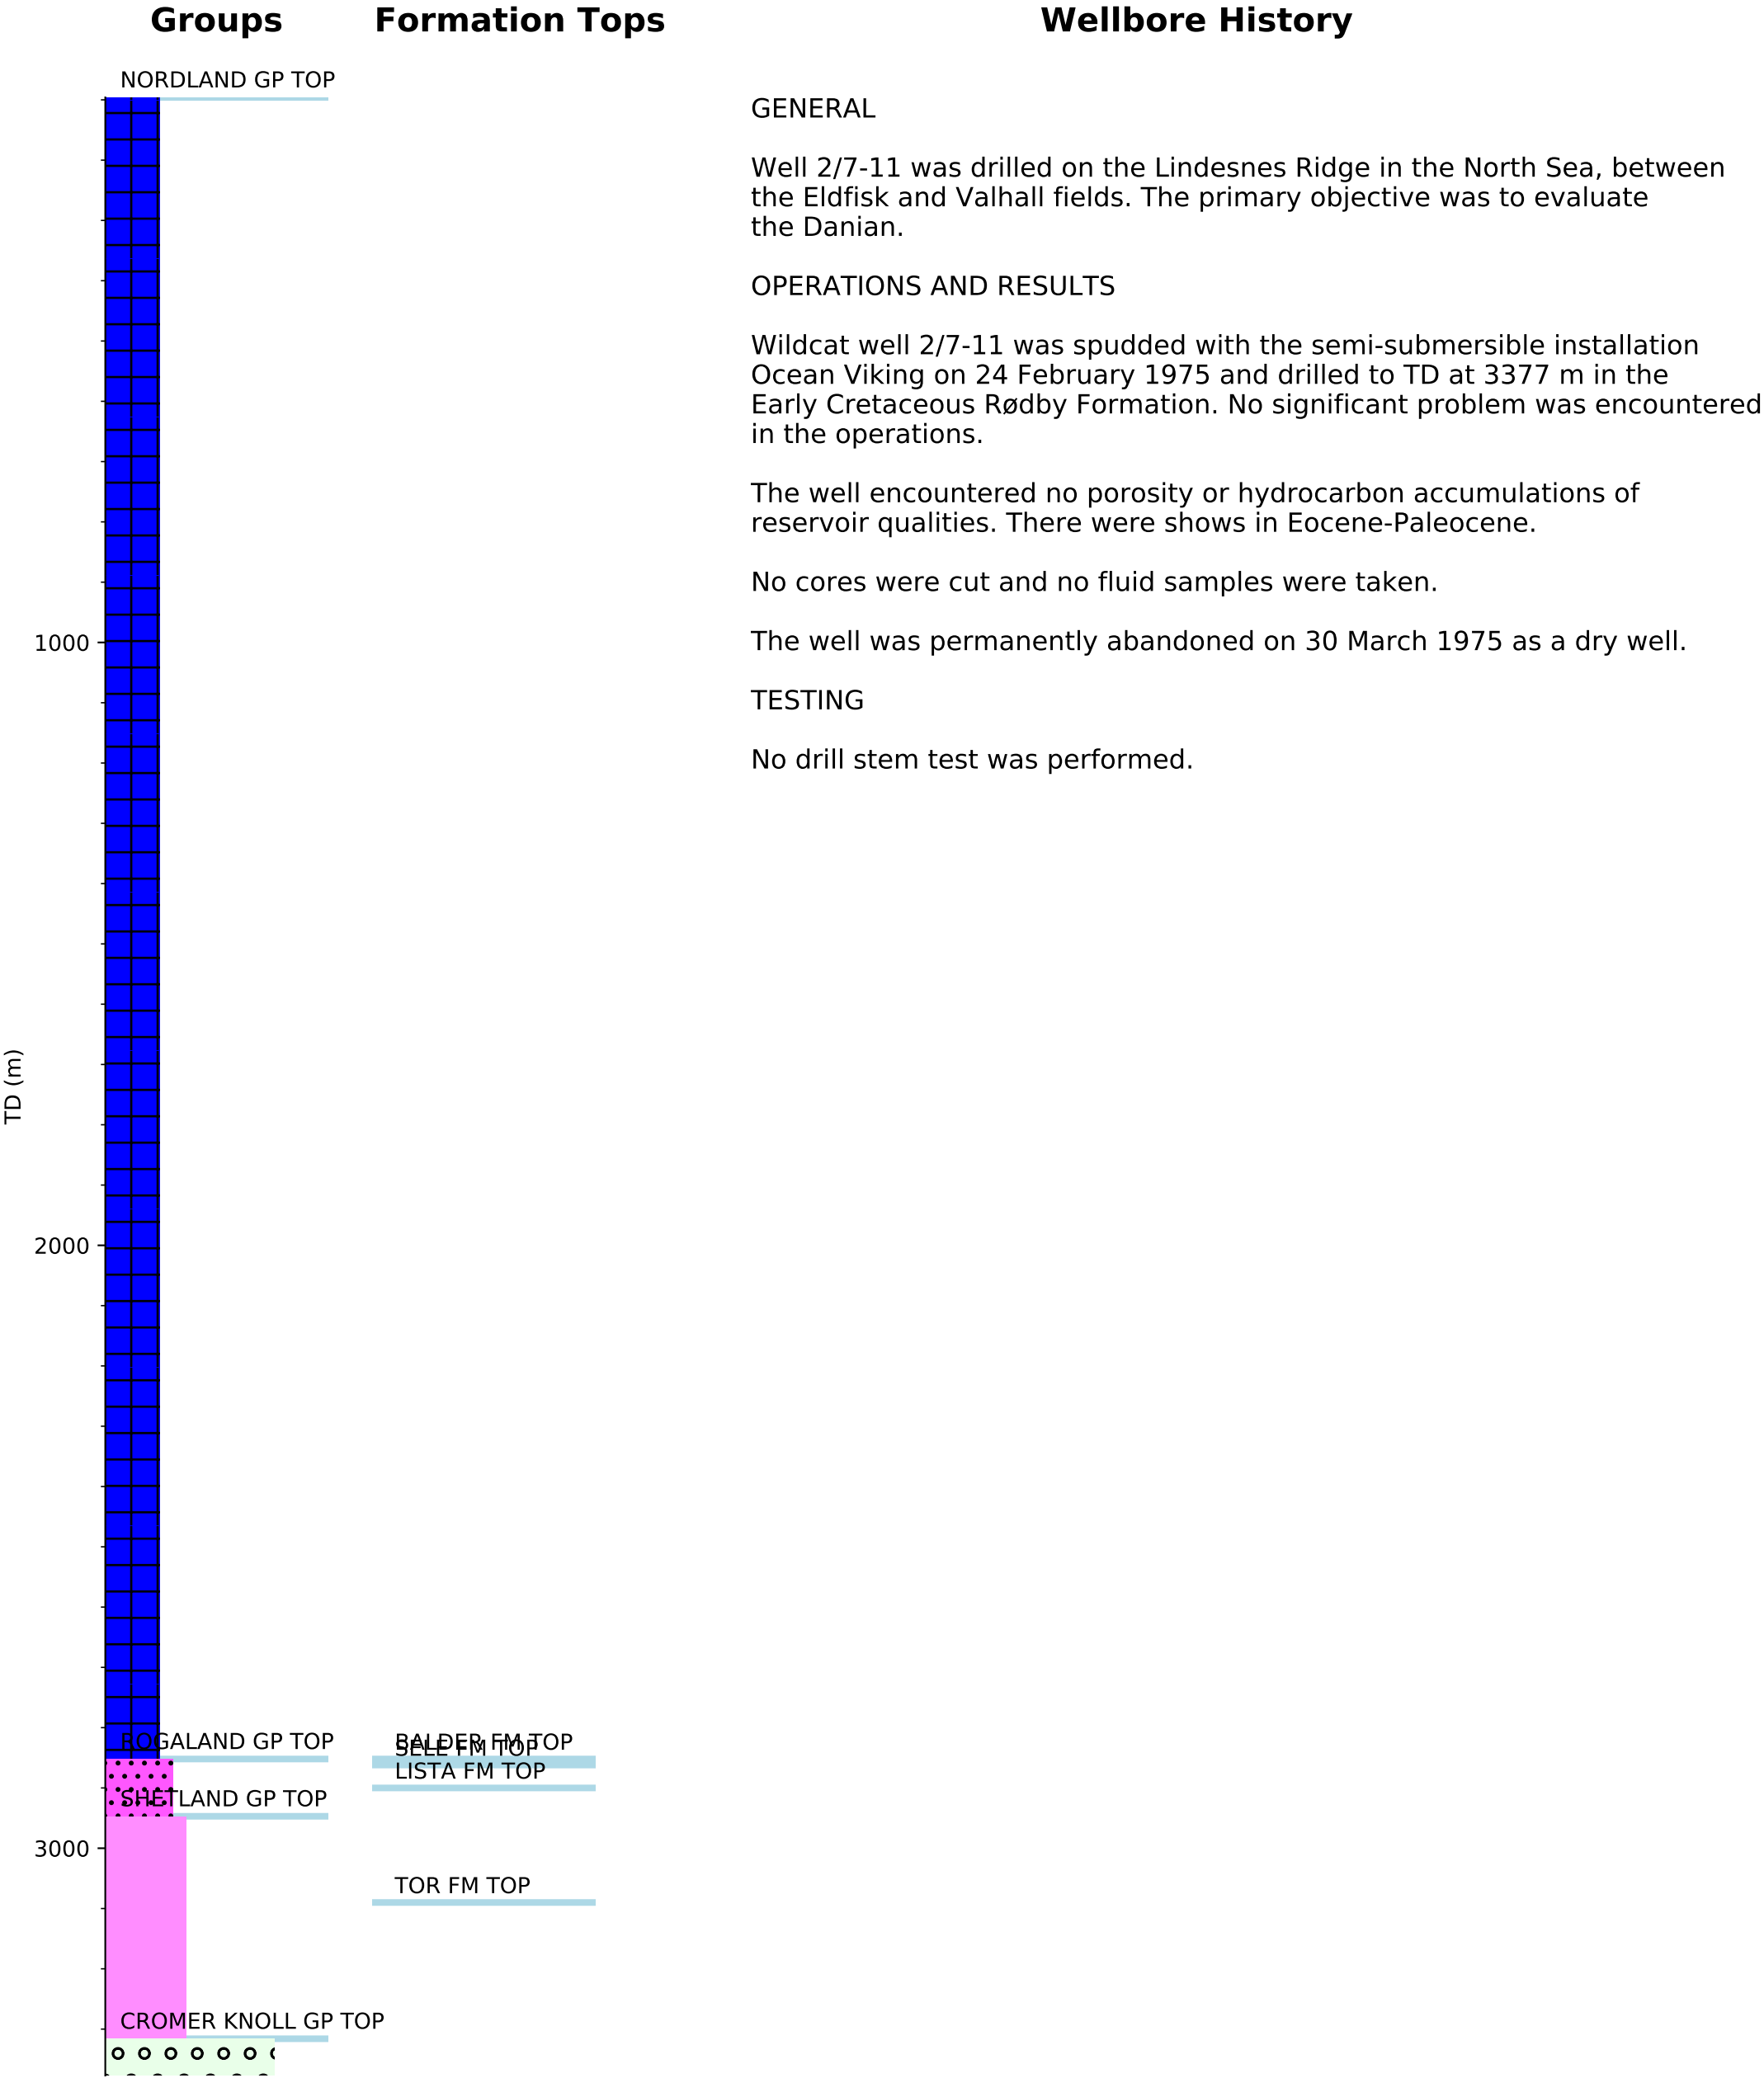 Groups
Formation Tops
Wellbore History
NORDLAND GP TOP
GENERAL
Well 2/7-11 was drilled on the Lindesnes Ridge in the North Sea, between
the Eldfisk and Valhall fields. The primary objective was to evaluate
the Danian.
OPERATIONS AND RESULTS
Wildcat well 2/7-11 was spudded with the semi-submersible installation
Ocean Viking on 24 February 1975 and drilled to TD at 3377 m in the
Early Cretaceous Rødby Formation. No significant problem was encountered
in the operations.
The well encountered no porosity or hydrocarbon accumulations of
reservoir qualities. There were shows in Eocene-Paleocene.
No cores were cut and no fluid samples were taken.
The well was permanently abandoned on 30 March 1975 as a dry well.
TESTING
No drill stem test was performed.
1000
TD (m)
2000
ROGALAND GP TOP
BALDER FM TOP
SELE FM TOP
LISTA FM TOP
SHETLAND GP TOP
3000
TOR FM TOP
CROMER KNOLL GP TOP